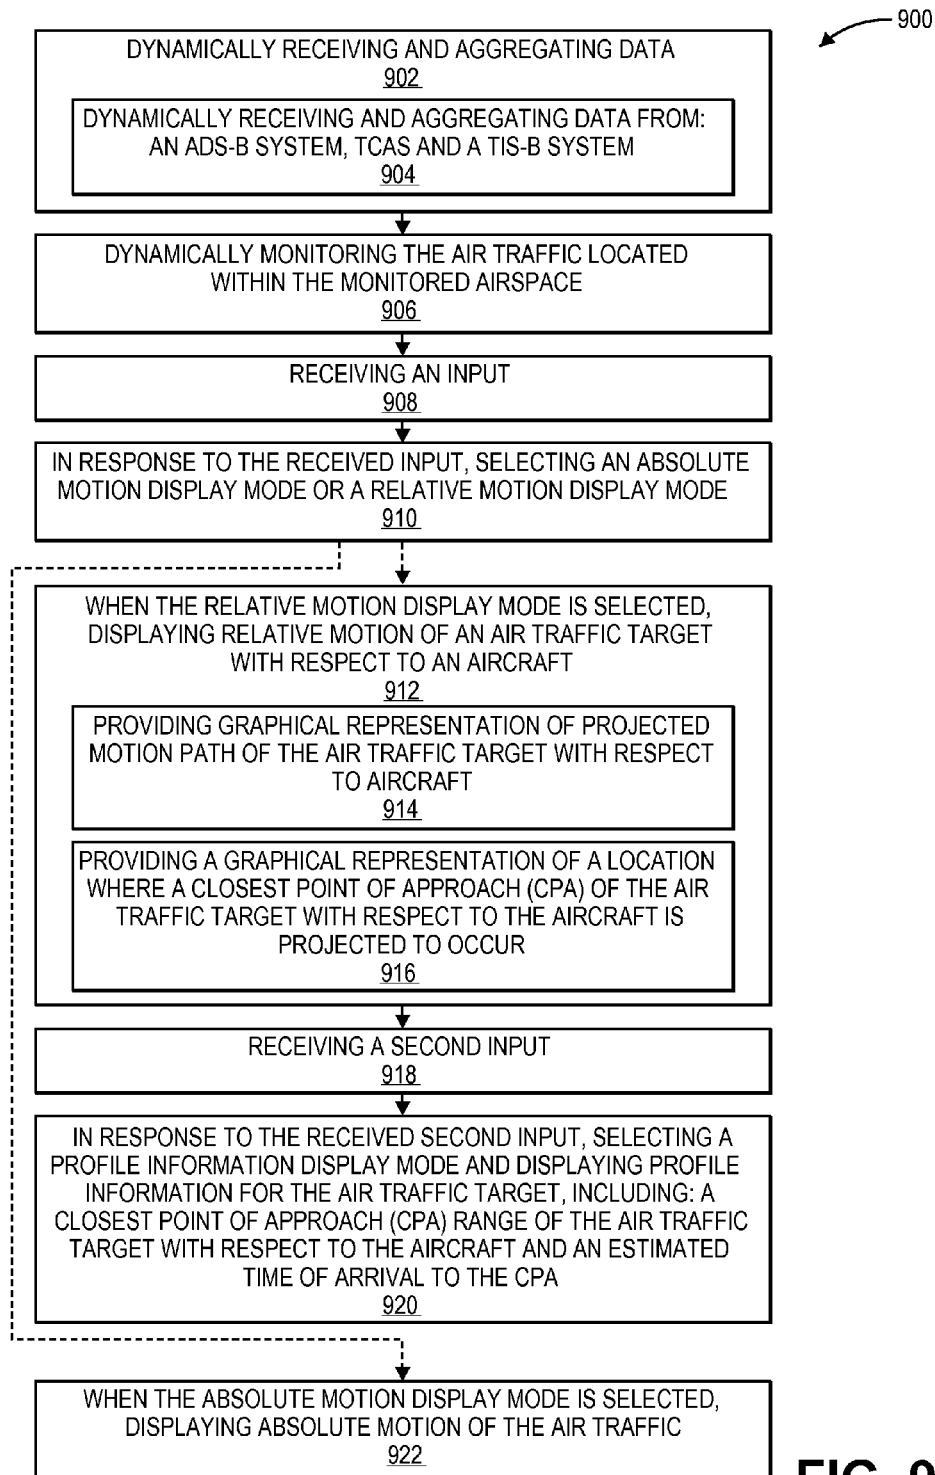 900
DYNAMICALLY RECEIVING AND AGGREGATING DATA
902
DYNAMICALLY RECEIVING AND AGGREGATING DATA FROM:
AN ADS-B SYSTEM, TCAS AND A TIS-B SYSTEM
904
DYNAMICALLY MONITORING THE AIR TRAFFIC LOCATED
WITHIN THE MONITORED AIRSPACE
906
RECEIVING AN INPUT
908
IN RESPONSE TO THE RECEIVED INPUT, SELECTING AN ABSOLUTE
MOTION DISPLAY MODE OR A RELATIVE MOTION DISPLAY MODE
910
WHEN THE RELATIVE MOTION DISPLAY MODE IS SELECTED,
DISPLAYING RELATIVE MOTION OF AN AIR TRAFFIC TARGET
WITH RESPECT TO AN AIRCRAFT
912
PROVIDING GRAPHICAL REPRESENTATION OF PROJECTED
MOTION PATH OF THE AIR TRAFFIC TARGET WITH RESPECT
TO AIRCRAFT
914
PROVIDING A GRAPHICAL REPRESENTATION OF A LOCATION
WHERE A CLOSEST POINT OF APPROACH (CPA) OF THE AIR
TRAFFIC TARGET WITH RESPECT TO THE AIRCRAFT IS
PROJECTED TO OCCUR
916
RECEIVING A SECOND INPUT
918
IN RESPONSE TO THE RECEIVED SECOND INPUT, SELECTING A
PROFILE INFORMATION DISPLAY MODE AND DISPLAYING PROFILE
INFORMATION FOR THE AIR TRAFFIC TARGET, INCLUDING: A
CLOSEST POINT OF APPROACH (CPA) RANGE OF THE AIR TRAFFIC
TARGET WITH RESPECT TO THE AIRCRAFT AND AN ESTIMATED
TIME OF ARRIVAL TO THE CPA
920
WHEN THE ABSOLUTE MOTION DISPLAY MODE IS SELECTED,
DISPLAYING ABSOLUTE MOTION OF THE AIR TRAFFIC
922
FIG. 9